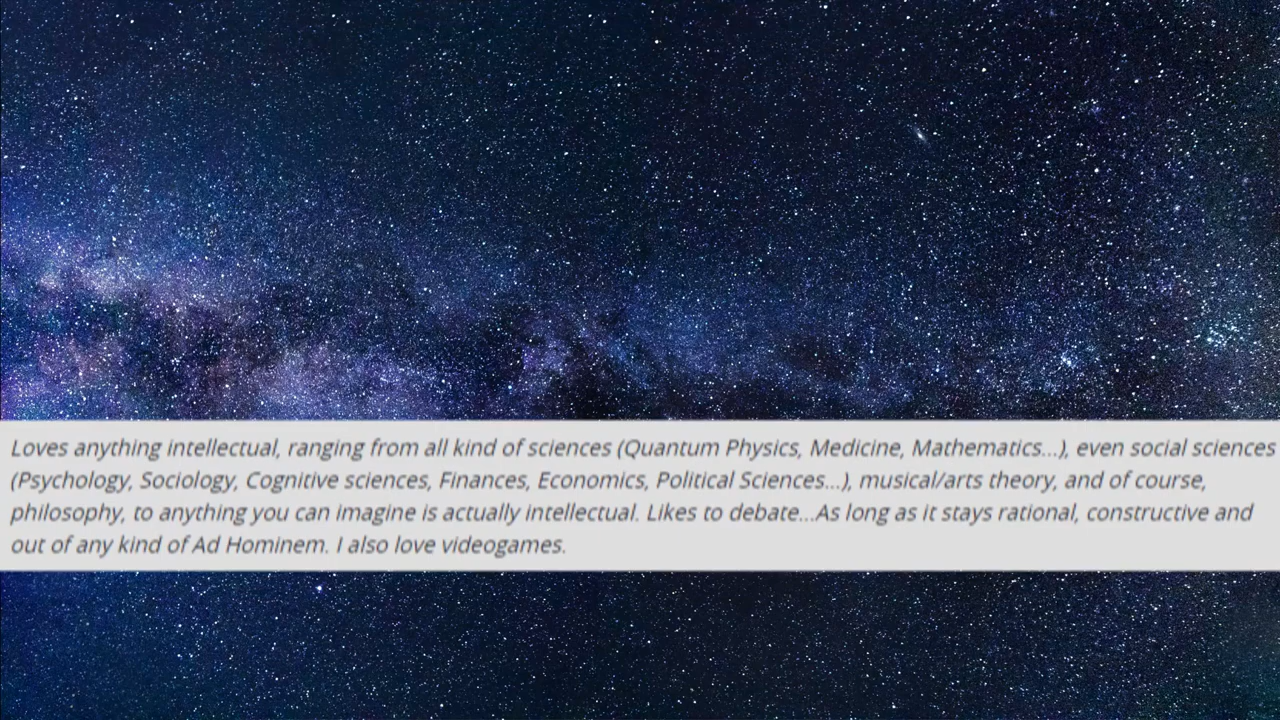 Loves anything intellectual, ranging from all kind of sciences (Quantum Physics, Medicine, Mathematics...), even social sciences
(Psychology, Sociology, Cognitive sciences, Finances, Economics, Political Sciences...), musical/arts theory, and of course,
philosophy, to anything you can imagine is actually intellectual. Likes to debate...As long as it stays rational, constructive and
out of any kind of Ad Hominem. I also love videogames.